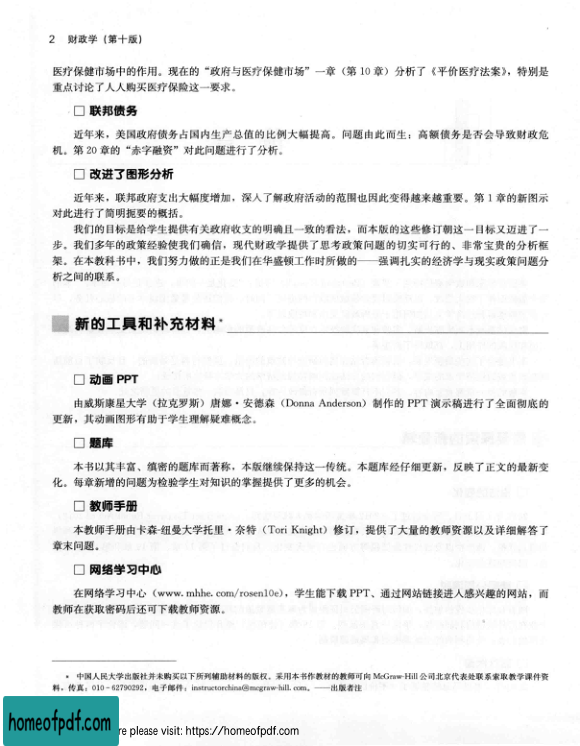 2 财政学（第十版）
医疗保健市场中的作用。现在的“政府与医疗保健市场”一章（第 10 章）分析了《平价医疗法案》，特别是
重点讨论了人人购买医疗保险这一要求。
□ 联邦债务
近年来，美国政府债务占国内生产总值的比例大幅提高。问题由此而生：高额债务是否会导致财政危
机。第 20 章的“赤字融资”对此问题进行了分析。
□ 改进了图形分析
近年来，联邦政府支出大幅度增加，深入了解政府活动的范围也因此变得越来越重要。第 1 章的新图示
对此进行了简明扼要的概括。
我们的目标是给学生提供有关政府收支的明确且一致的看法，而本版的这些修订朝这一目标又迈进了一
步。我们多年的政策经验使我们确信，现代财政学提供了思考政策问题的切实可行的、非常宝贵的分析框
架。在本教科书中，我们努力做的正是我们在华盛顿工作时所做的——强调扎实的经济学与现实政策问题分
析之间的联系。
新的工具和补充材料*
□ 动画 PPT
由威斯康星大学（拉克罗斯）唐娜·安德森（Donna Anderson）制作的 PPT 演示稿进行了全面彻底的
更新，其动画图形有助于学生理解疑难概念。
□ 题库
本书以其丰富、缜密的题库而著称，本版继续保持这一传统。本题库经仔细更新，反映了正文的最新变
化。每章新增的问题为检验学生对知识的掌握提供了更多的机会。
□ 教师手册
本教师手册由卡森-纽曼大学托里·奈特（Tori Knight）修订，提供了大量的教师资源以及详细解答了
章末问题。
□ 网络学习中心
在网络学习中心（www.mhhe.com/rosen10e），学生能下载 PPT、通过网站链接进入感兴趣的网站，而
教师在获取密码后还可下载教师资源。
* 中国人民大学出版社并未购买以下所列辅助材料的版权。采用本书作教材的教师可向 McGraw-Hill 公司北京代表处联系索取教学课件资
料，传真：010-62790292，电子邮件：instructorchina@mcgraw-hill.com。——出版者注
homeofpdf.com
re please visit: https://homeofpdf.com